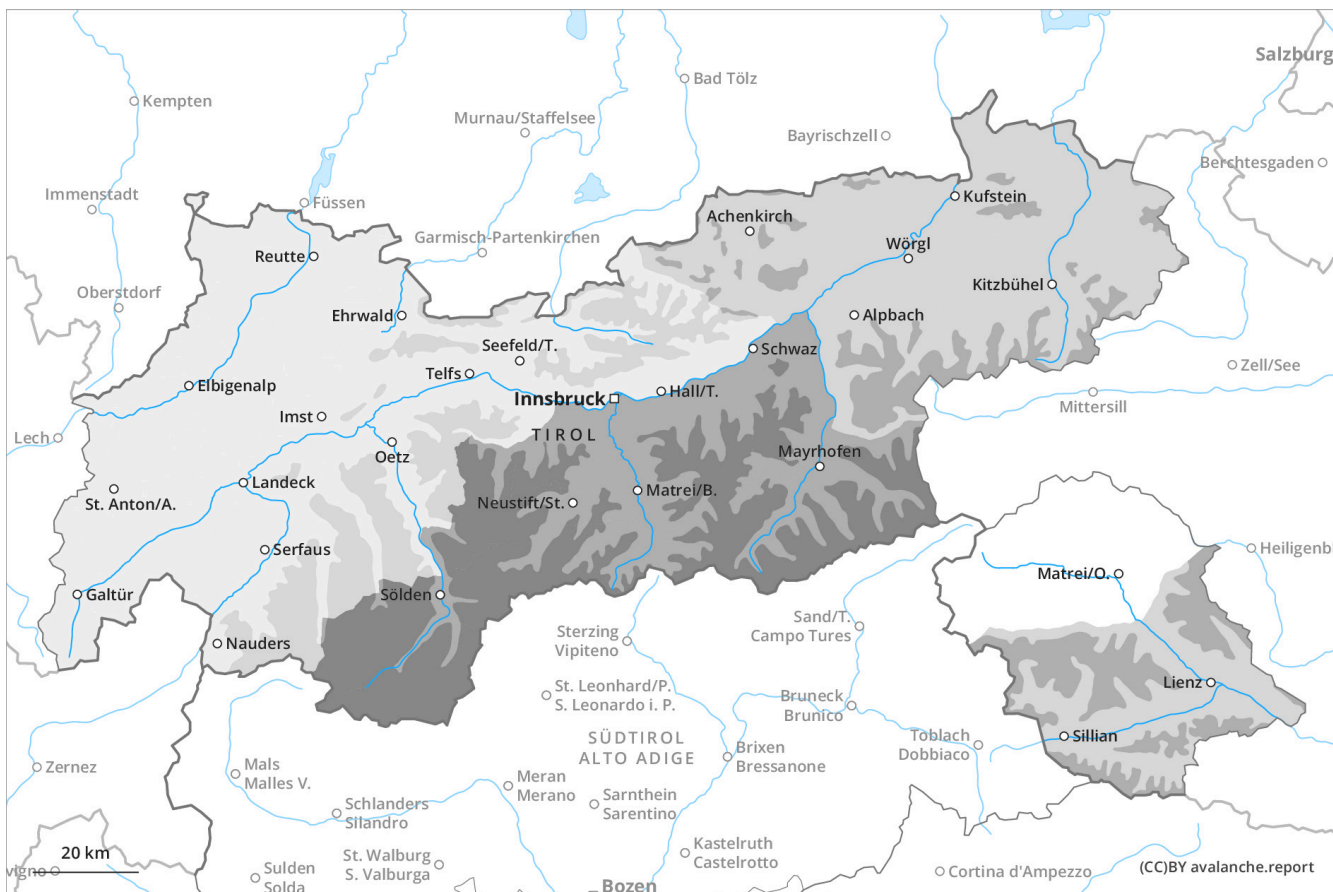 Salzburg
Bad Tölz
Kempten
Murnau/Staffelsee
Bayrischzell
Berchtesgaden
Immenstadt
Füssen
Kufstein
Achenkirch
Garmisch-Partenkirchen
Wörgl
Reutte
Kitzbühel
Oberstdorf
Ehrwald
Alpbach
Seefeld/T.
Schwaz
Zell/See
Telfs
Elbigenalp
Hall/T.
Mittersill
Innsbruck
Imst
Lech
TIROL
Oetz
Mayrhofen
Landeck
St. Anton/A.
Neustift/St.
Matrei/B.
Serfaus
Heiligenb
Matrei/O.
Galtür
Sölden
Sand/T.
Campo Tures
Sterzing
Vipiteno
Nauders
Lienz
St. Leonhard/P.
S. Leonardo i. P.
Bruneck
Brunico
SÜDTIROL
ALTO ADIGE
Toblach
Dobbiaco
Sillian
Brixen
Bressanone
Zernez
Mals
Malles V.
Meran
Merano
Sarnthein
Sarentino
Schlanders
Silandro
Kastelruth
Castelrotto
20 km
St. Walburg
S. Valburga
vigno
Sulden
Solda
Cortina d'Ampezzo
(CC)BY avalanche.report
Bozen